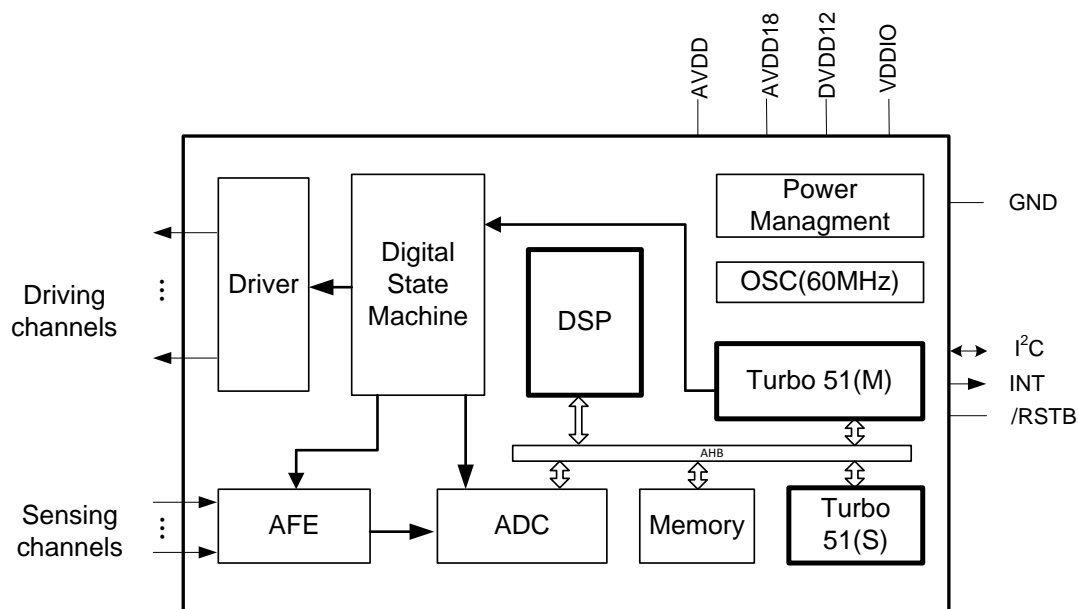 AVDD
AVDD18
DVDD12
VDDIO
Power
Managment
GND
Driver
Digital
State
Machine
OSC(60MHz)
DSP
Driving
channels
⋮
⋮
Turbo 51(M)
I²C
INT
/RSTB
AHB
Sensing
channels
⋮
AFE
ADC
Memory
Turbo
51(S)